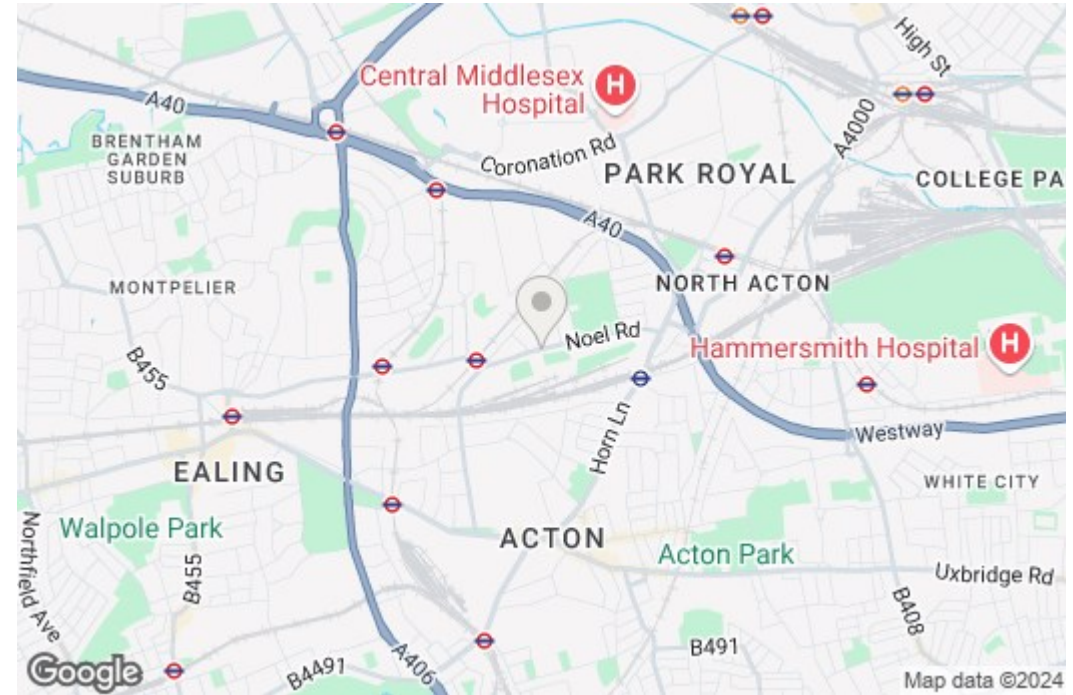 High St
Central Middlesex
Hospital
H
A40
A4000
BRENTHAM
GARDEN
SUBURB
Coronation Rd
PARK ROYAL
COLLEGE PA
A40
MONTPELIER
NORTH ACTON
Noel Rd
Hammersmith Hospital
H
B455
Horn Ln
Westway
EALING
WHITE CITY
Walpole Park
ACTON
Acton Park
Northfield Ave
B455
Uxbridge Rd
B408
B491
A406
B4491
Google
Map data ©2024